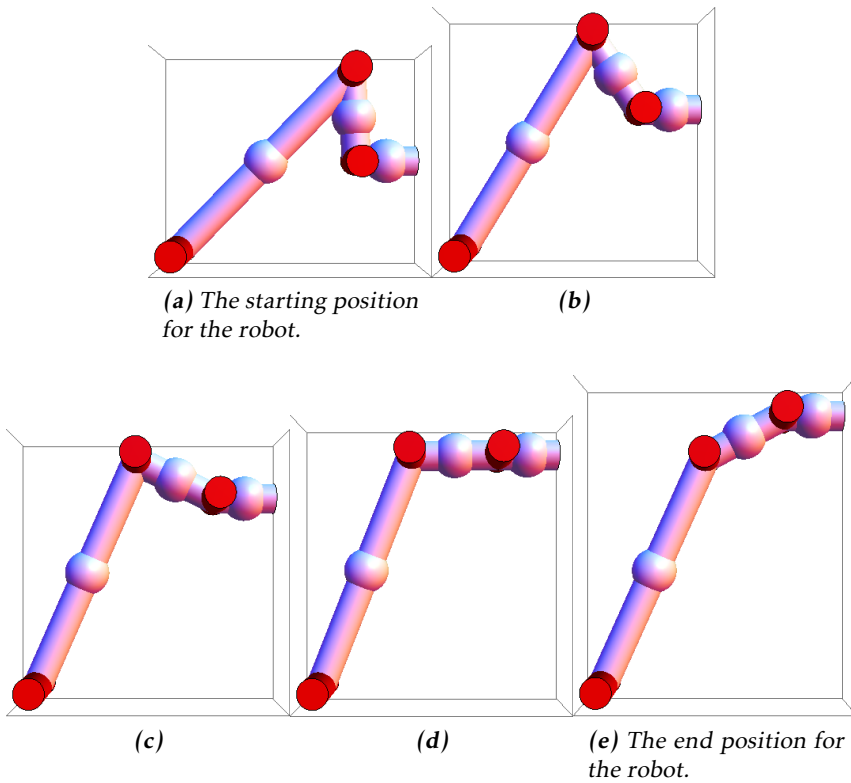 (a) The starting position
for the robot.
(b)
(c)
(d)
(e) The end position for
the robot.